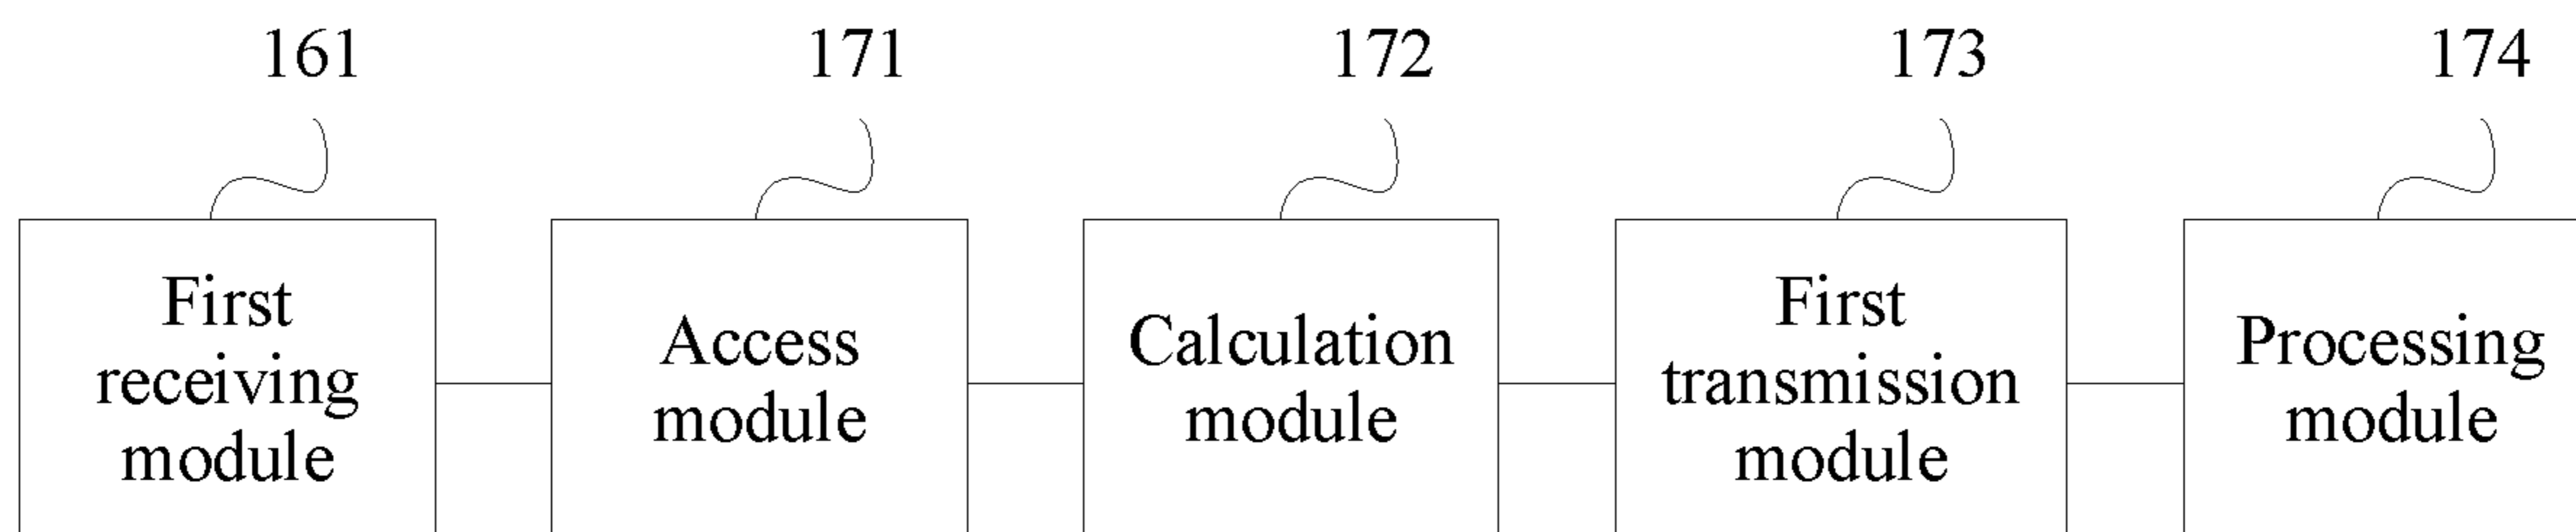 161
171
172
173
174
First
receiving
module
Access
module
Calculation
module
First
transmission
module
Processing
module